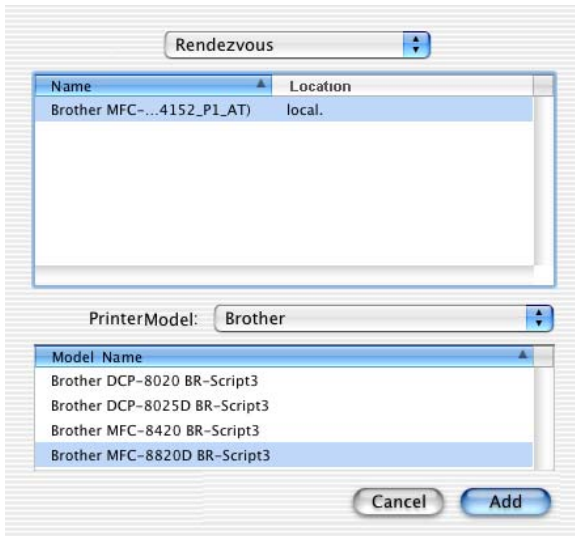 Rendezvous
Name Location
Brother MFC-...4152_P1_AT) local.
PrinterModel: Brother
Model Name
Brother DCP-8020 BR-Script3
Brother DCP-8025D BR-Script3
Brother MFC-8420 BR-Script3
Brother MFC-8820D BR-Script3
Cancel Add